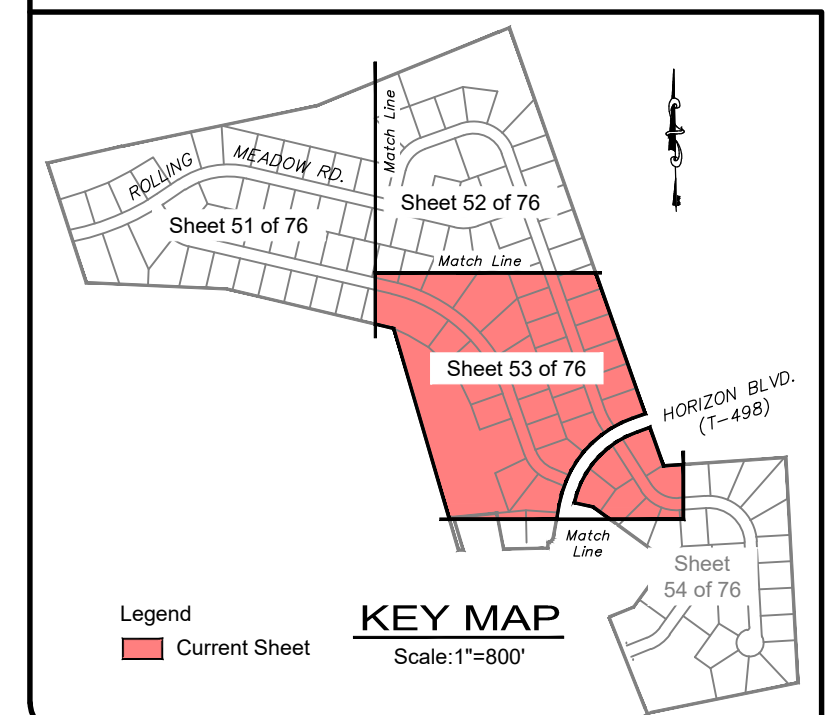 Match Line
ROLLING
MEADOW RD.
Sheet 51 of 76
Sheet 52 of 76
Match Line
Sheet 53 of 76
HORIZON BLVD.
(T-498)
Match
Line
Sheet
54 of 76
Legend
Current Sheet
KEY MAP
Scale:1"=800'